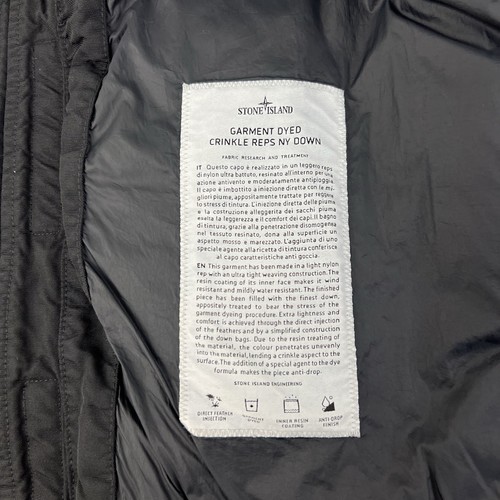 STONE ISLAND
GARMENT DYED
CRINKLE REPS NY DOWN
FABRIC RESEARCH AND TREATMENT
IT Questo capo è realizzato in un leggero reps
di nylon ultra battuto, resinato all'interno per una
azione antivento e moderatamente antipioggia.
Il capo è imbottito a iniezione diretta con le mi-
gliori piume, appositamente trattate per reggere
lo stress di tintura. L'iniezione diretta delle piuma
e la costruzione alleggerita dei sacchi piuma
esalta la leggerezza e il comfort dei capi. Il bagno
di tintura, grazie alla penetrazione disomogenea
nel tessuto resinato, dona alla superficie un
aspetto mosso e marezzato. L'aggiunta di uno
speciale agente alla ricetta di tintura conferisce
al capo caratteristiche anti goccia.
EN This garment has been made in a light nylon
rep with an ultra tight weaving construction. The
resin coating of its inner face makes it wind
resistant and mildly water resistant. The finished
piece has been filled with the finest down,
appositely treated to bear the stress of the
garment dyeing procedure. Extra lightness and
comfort is achieved through the direct injection
of the feathers and by a simplified construction
of the down bags. Due to the resin treating of
the material, the colour penetrates unevenly
into the material, lending a crinkle aspect to the
surface. The addition of a special agent to the dye
formula makes the piece anti-drop.
STONE ISLAND ENGINEERING
DIRECT FEATHER
INJECTION
GARMENT DYE
INNER RESIN
COATING
ANTI-DROP
FINISH